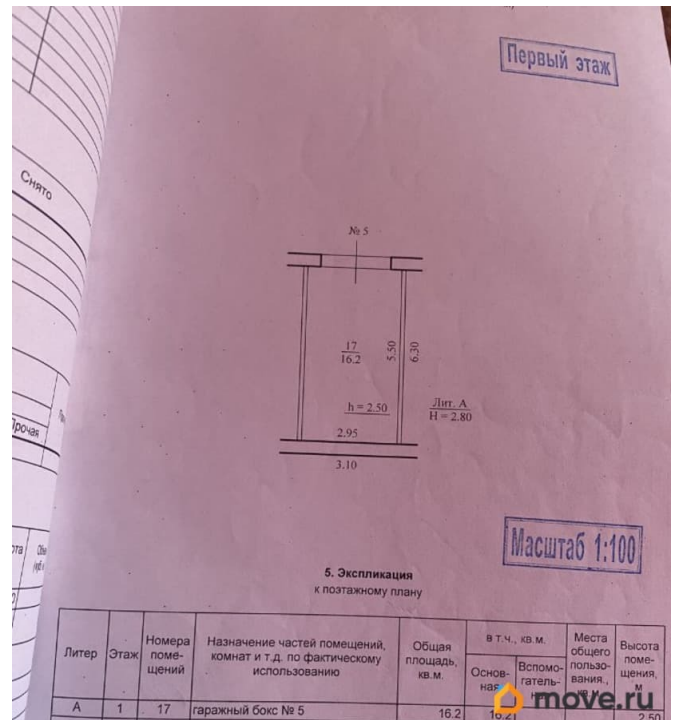 Первый этаж
Снято
№ 5
17
16.2
5.50
6.30
h = 2.50
Лит. А
H = 2.80
2.95
3.10
Масштаб 1:100
5. Экспликация
к поэтажному плану
Литер
Этаж
Номера
поме-
щений
Назначение частей помещений,
комнат и т.д. по фактическому
использованию
Общая
площадь,
кв.м.
в т.ч., кв.м.
Основ-
ная
Вспомо-
гатель-
Места
общего
пользо-
вания.,
кв.м.
Высота
поме-
щения,
м
А 1 17 гаражный бокс № 5 16.2 16.2 2.50
move.ru